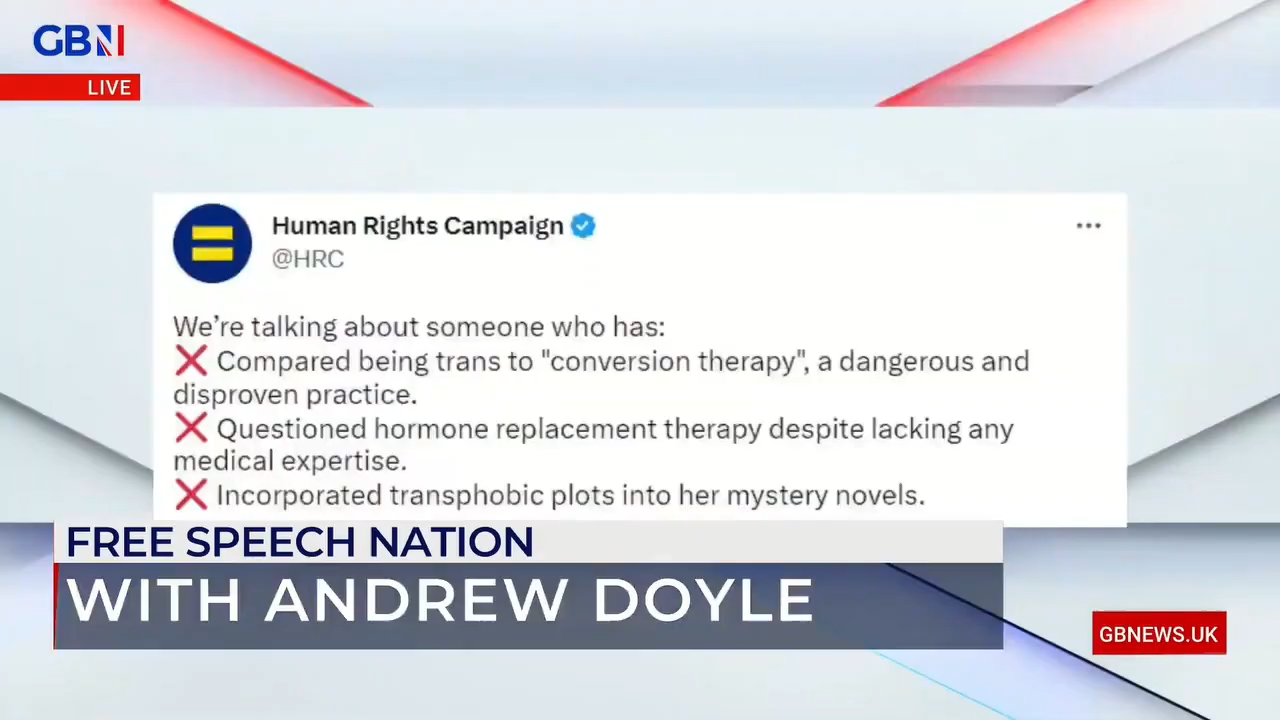 GBN
LIVE
Human Rights Campaign
@HRC
We're talking about someone who has:
❌ Compared being trans to "conversion therapy", a dangerous and
disproven practice.
❌ Questioned hormone replacement therapy despite lacking any
medical expertise.
❌ Incorporated transphobic plots into her mystery novels.
FREE SPEECH NATION
WITH ANDREW DOYLE
GBNEWS.UK